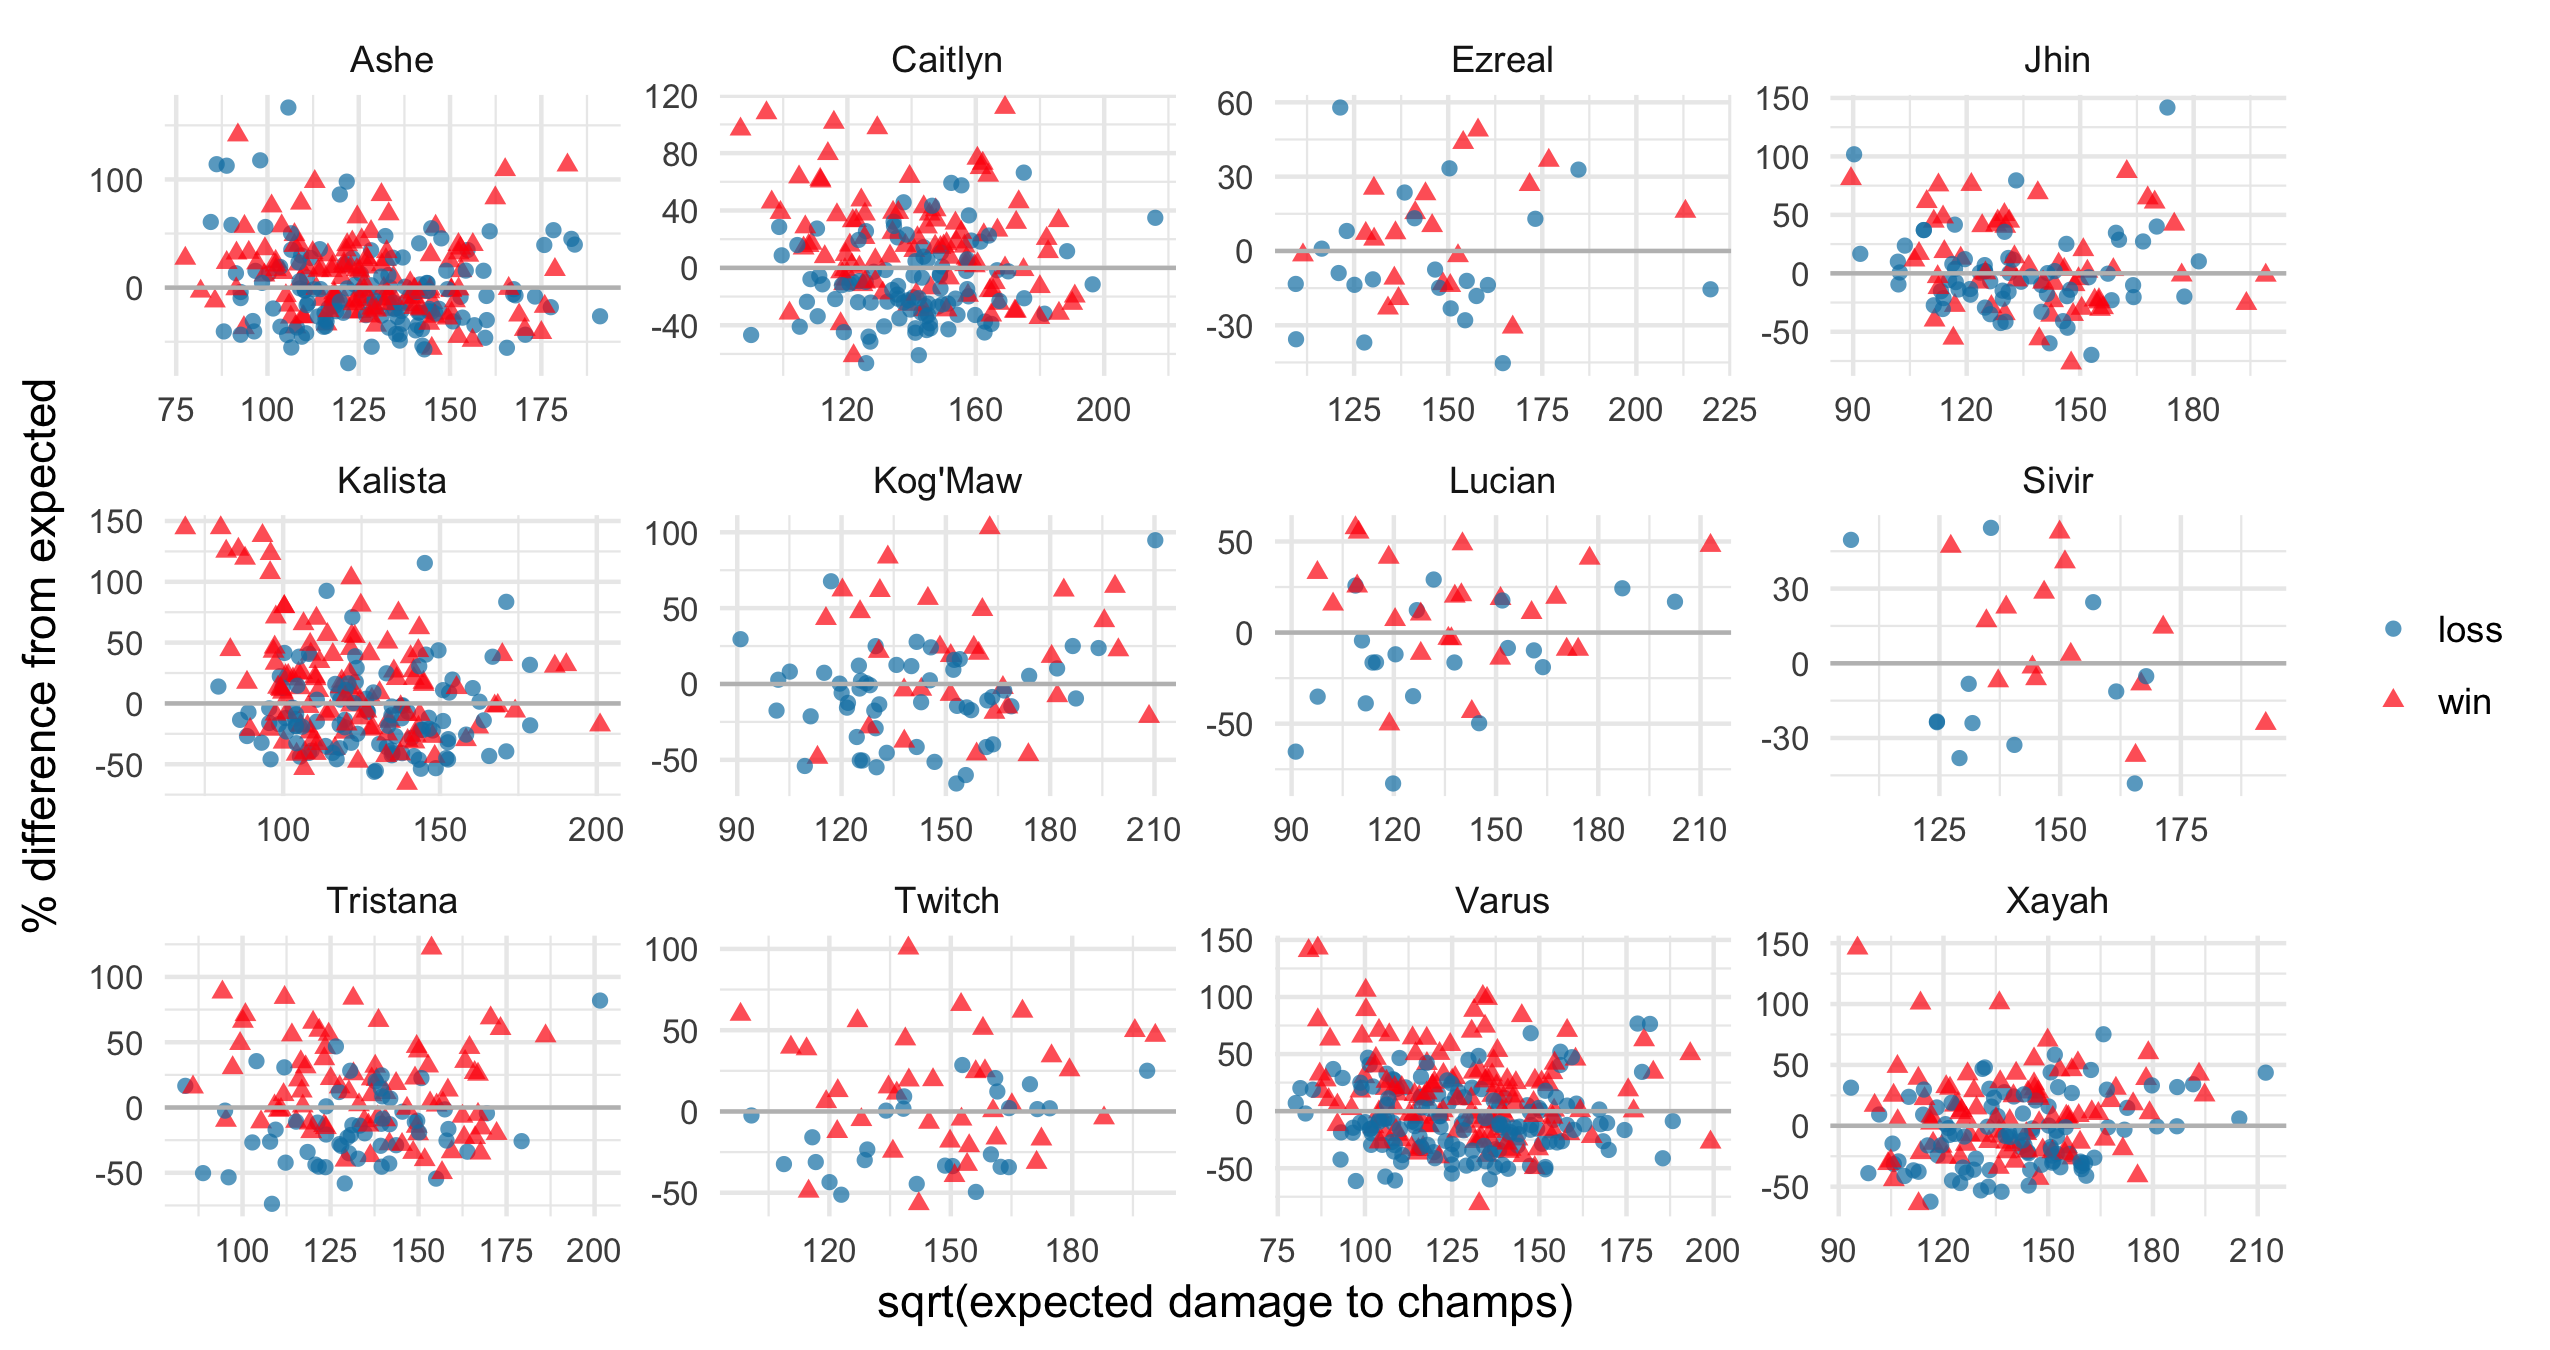 Ashe Caitlyn Ezreal Jhin
100
0
75 100 125 150 175
120
80
40
0
-40
120 160 200
60
30
0
-30
125 150 175 200 225
150
100
50
0
-50
90 120 150 180
Kalista Kog'Maw Lucian Sivir
150
100
50
0
-50
100 150 200
100
50
0
-50
90 120 150 180 210
50
0
-50
90 120 150 180 210
30
0
-30
125 150 175
Tristana Twitch Varus Xayah
100
50
0
-50
100 125 150 175 200
100
50
0
-50
120 150 180
150
100
50
0
-50
75 100 125 150 175 200
150
100
50
0
-50
90 120 150 180 210
% difference from expected
sqrt(expected damage to champs)
loss
win